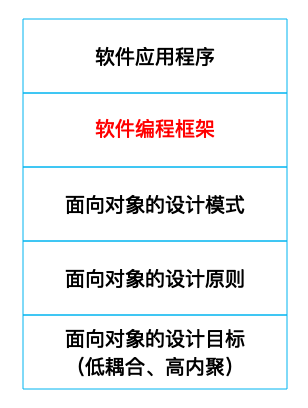 软件应用程序
软件编程框架
面向对象的设计模式
面向对象的设计原则
面向对象的设计目标
（低耦合、高内聚）